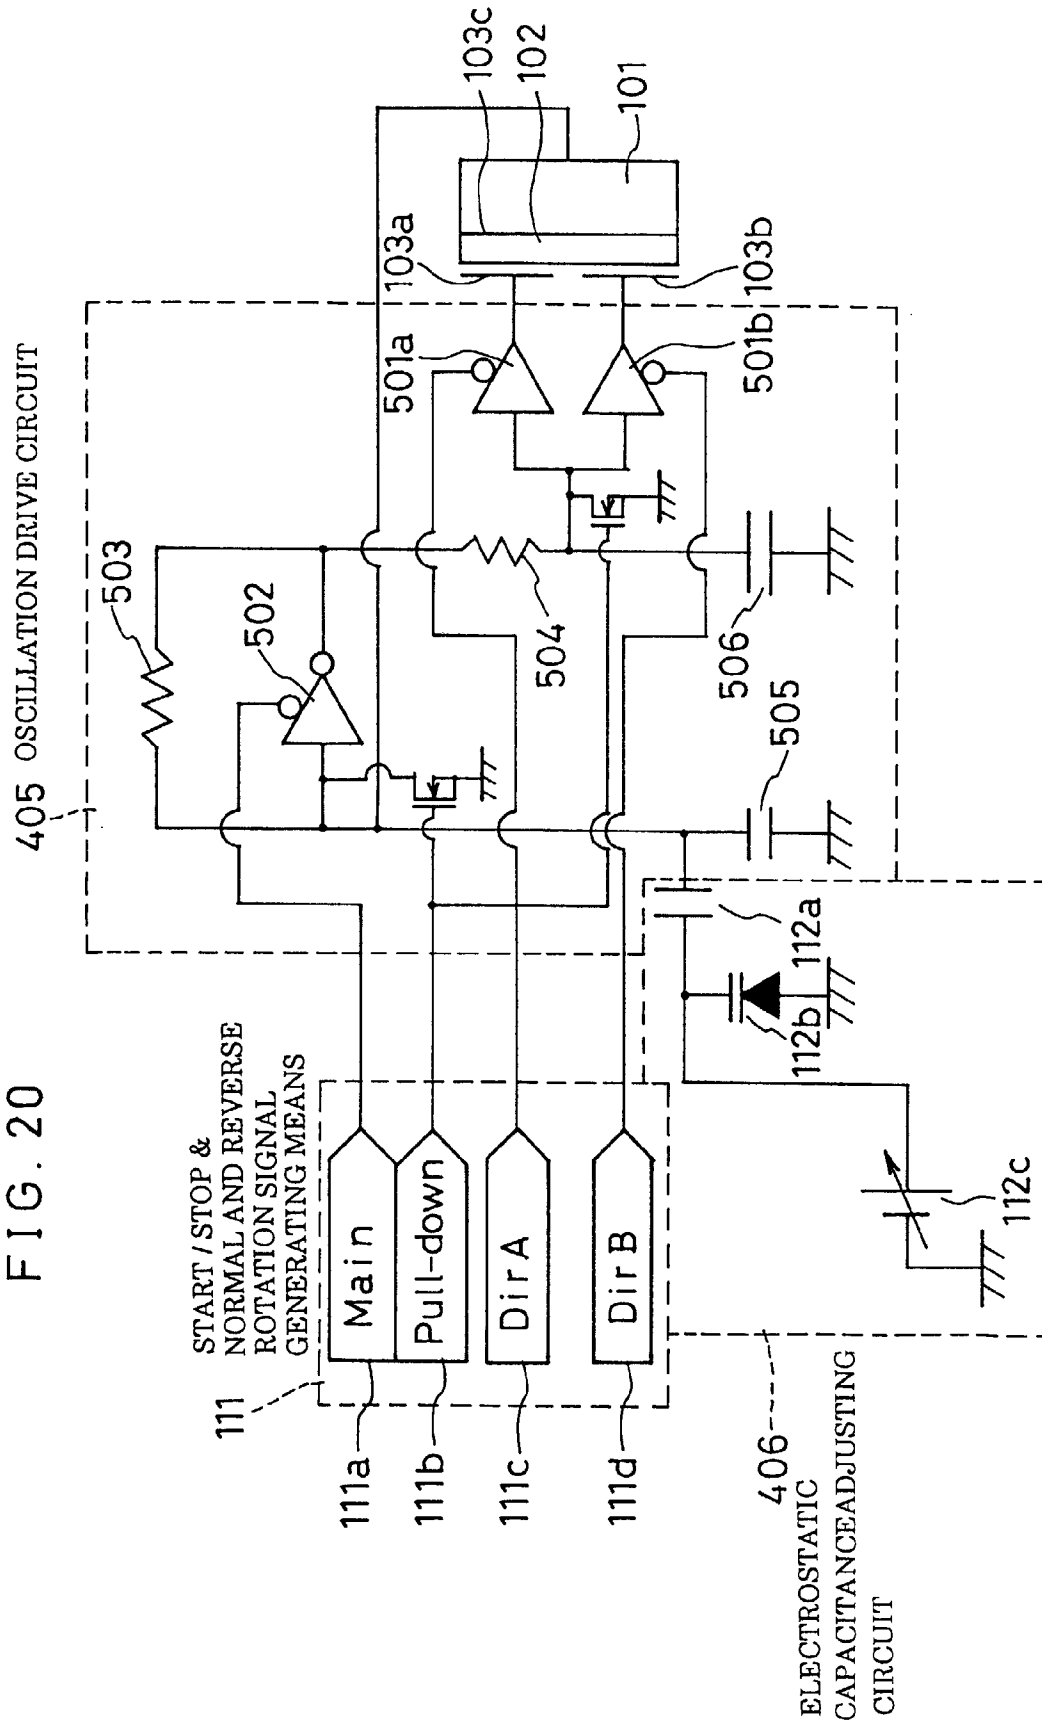 FIG. 20
405 OSCILLATION DRIVE CIRCUIT
503
502
504
501a
501b
103a
103b
103c
102
101
506
505
START / STOP &
NORMAL AND REVERSE
ROTATION SIGNAL
GENERATING MEANS
111
Main
Pull-down
Dir A
Dir B
111a
111b
111c
111d
112a
112b
112c
406
ELECTROSTATIC
CAPACITANCEADJUSTING
CIRCUIT